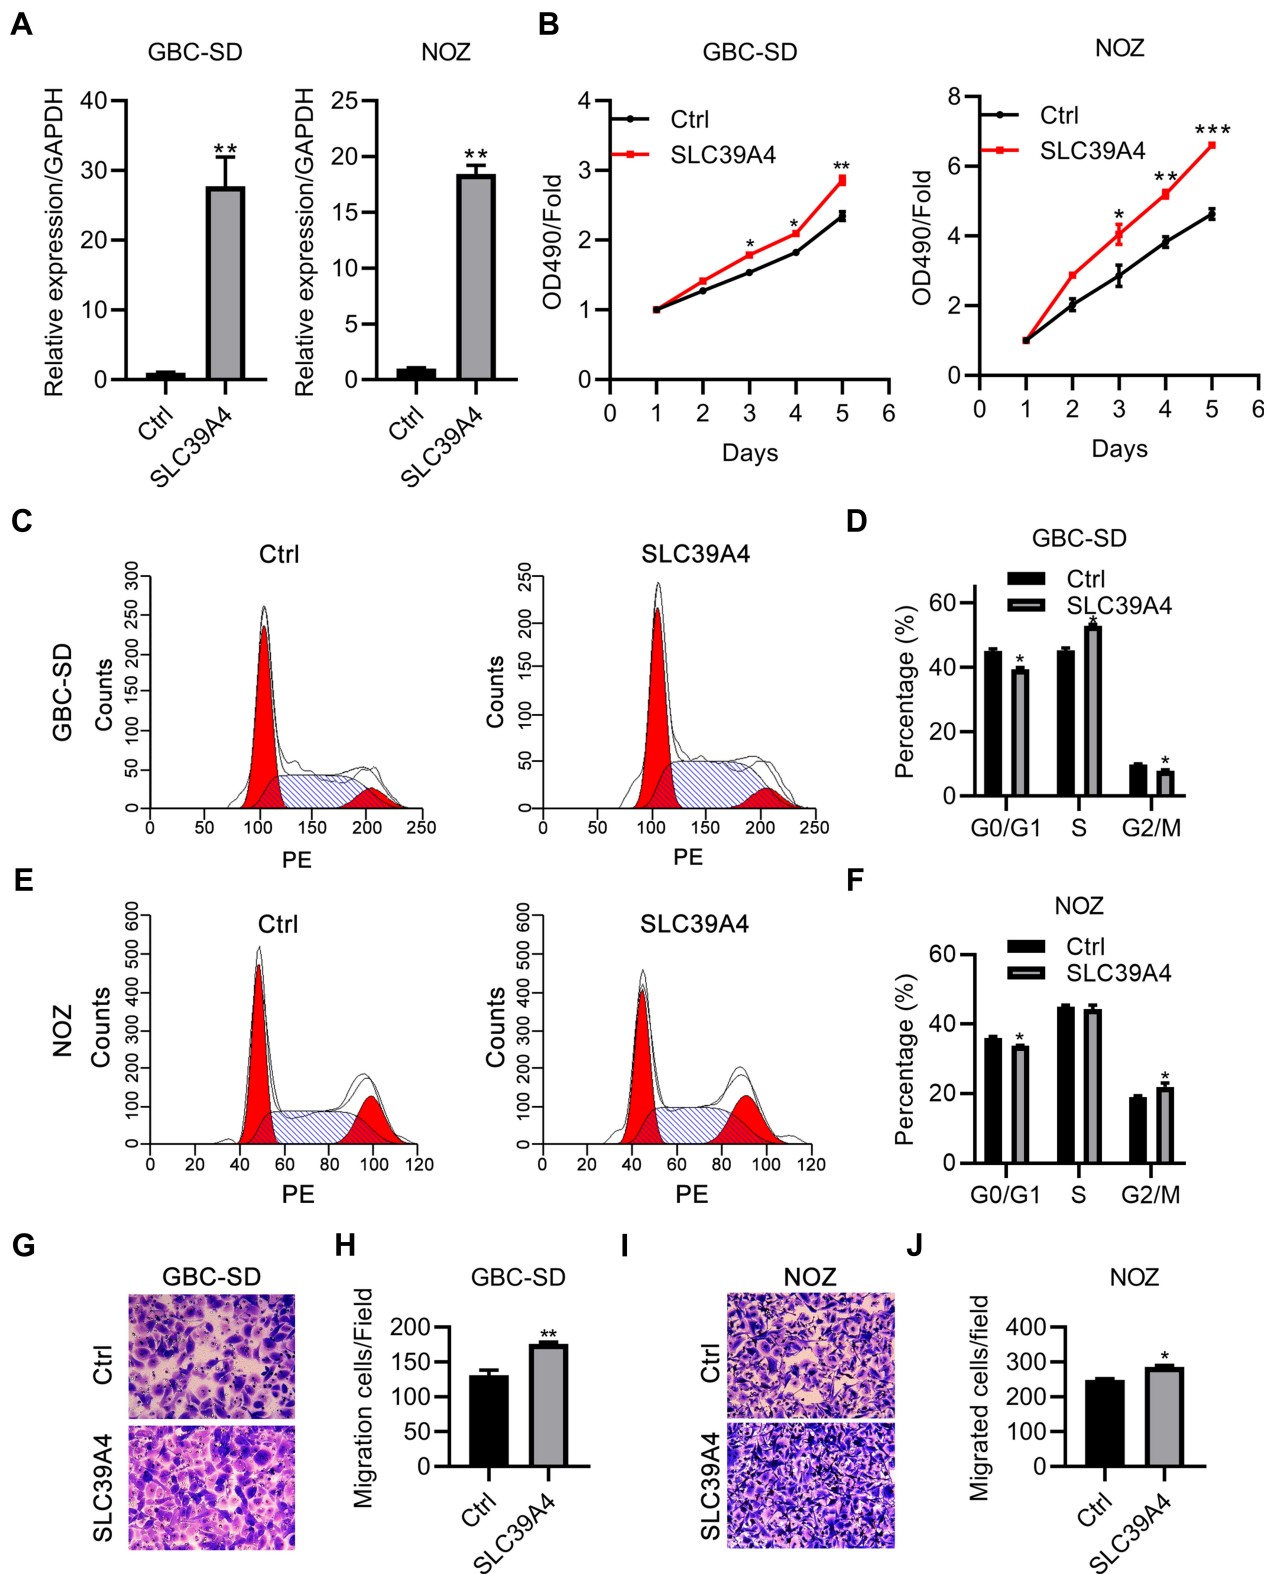 A
GBC-SD
Relative expression/GAPDH
40
30
20
10
0
**
Ctrl
SLC39A4
NOZ
Relative expression/GAPDH
25
20
15
10
5
0
**
Ctrl
SLC39A4
B
GBC-SD
OD490/Fold
4
3
2
1
0
Ctrl
SLC39A4
*
*
**
0 1 2 3 4 5 6
Days
NOZ
OD490/Fold
8
6
4
2
0
Ctrl
SLC39A4
*
**
***
0 1 2 3 4 5 6
Days
C
GBC-SD
Ctrl
Counts
300
250
200
150
100
50
0
0 50 100 150 200 250
PE
SLC39A4
Counts
250
200
150
100
50
0
0 50 100 150 200 250
PE
D
GBC-SD
Ctrl
SLC39A4
Percentage (%)
60
40
20
0
*
*
*
G0/G1 S G2/M
E
NOZ
Ctrl
Counts
600
500
400
300
200
100
0
0 20 40 60 80 100 120
PE
SLC39A4
Counts
600
500
400
300
200
100
0
0 20 40 60 80 100 120
PE
F
NOZ
Ctrl
SLC39A4
Percentage (%)
60
40
20
0
*
*
G0/G1 S G2/M
G
GBC-SD
Ctrl
SLC39A4
H
GBC-SD
Migration cells/Field
200
150
100
50
0
**
Ctrl
SLC39A4
I
NOZ
Ctrl
SLC39A4
J
NOZ
Migrated cells/field
400
300
200
100
0
*
Ctrl
SLC39A4